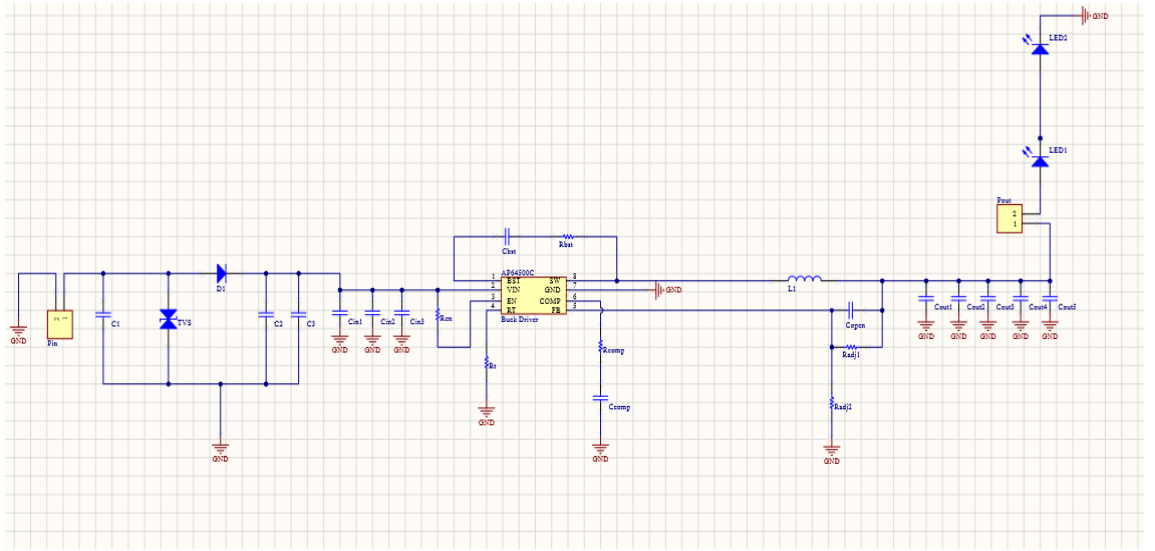 GND
LED2
LED1
Pout
2
1
Cbst
Rbst
AP64500C
1 BST SW 8
2 VIN GND 7
3 EN COMP 6
4 RT FB 5
Buck Driver
GND
L1
D1
GND
2 1
Pin
C1
TVS
C2
C3
Cin1
Cin2
Cin3
Ren
GND
GND
GND
Copen
Radj1
Cout1
Cout2
Cout3
Cout4
Cout5
GND
GND
GND
GND
GND
Rt
Rcomp
Ccomp
Radj2
GND
GND
GND
GND